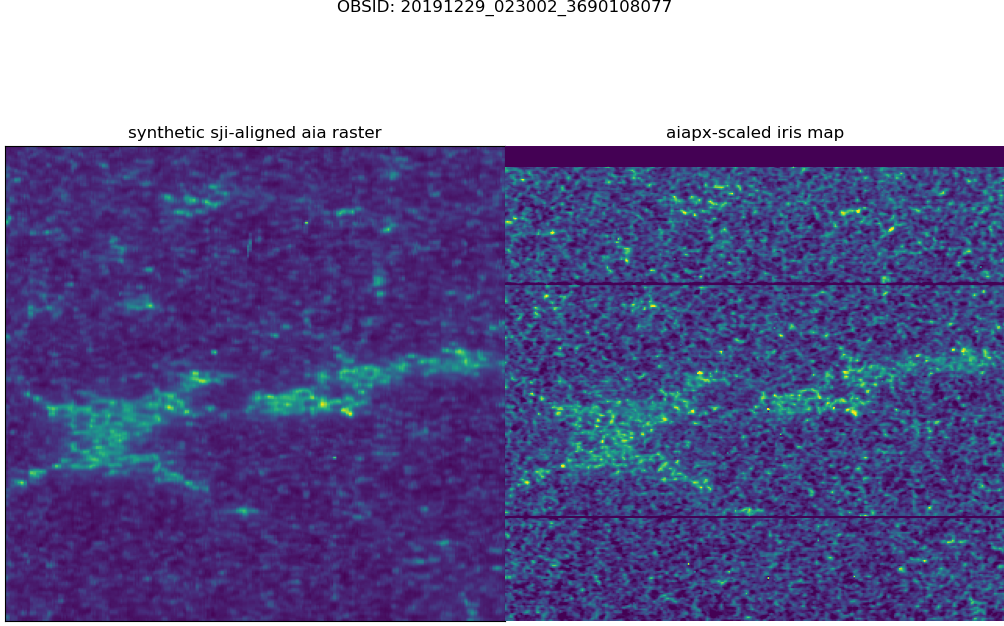 OBSID: 20191229_023002_3690108077
synthetic sji-aligned aia raster
aiapx-scaled iris map